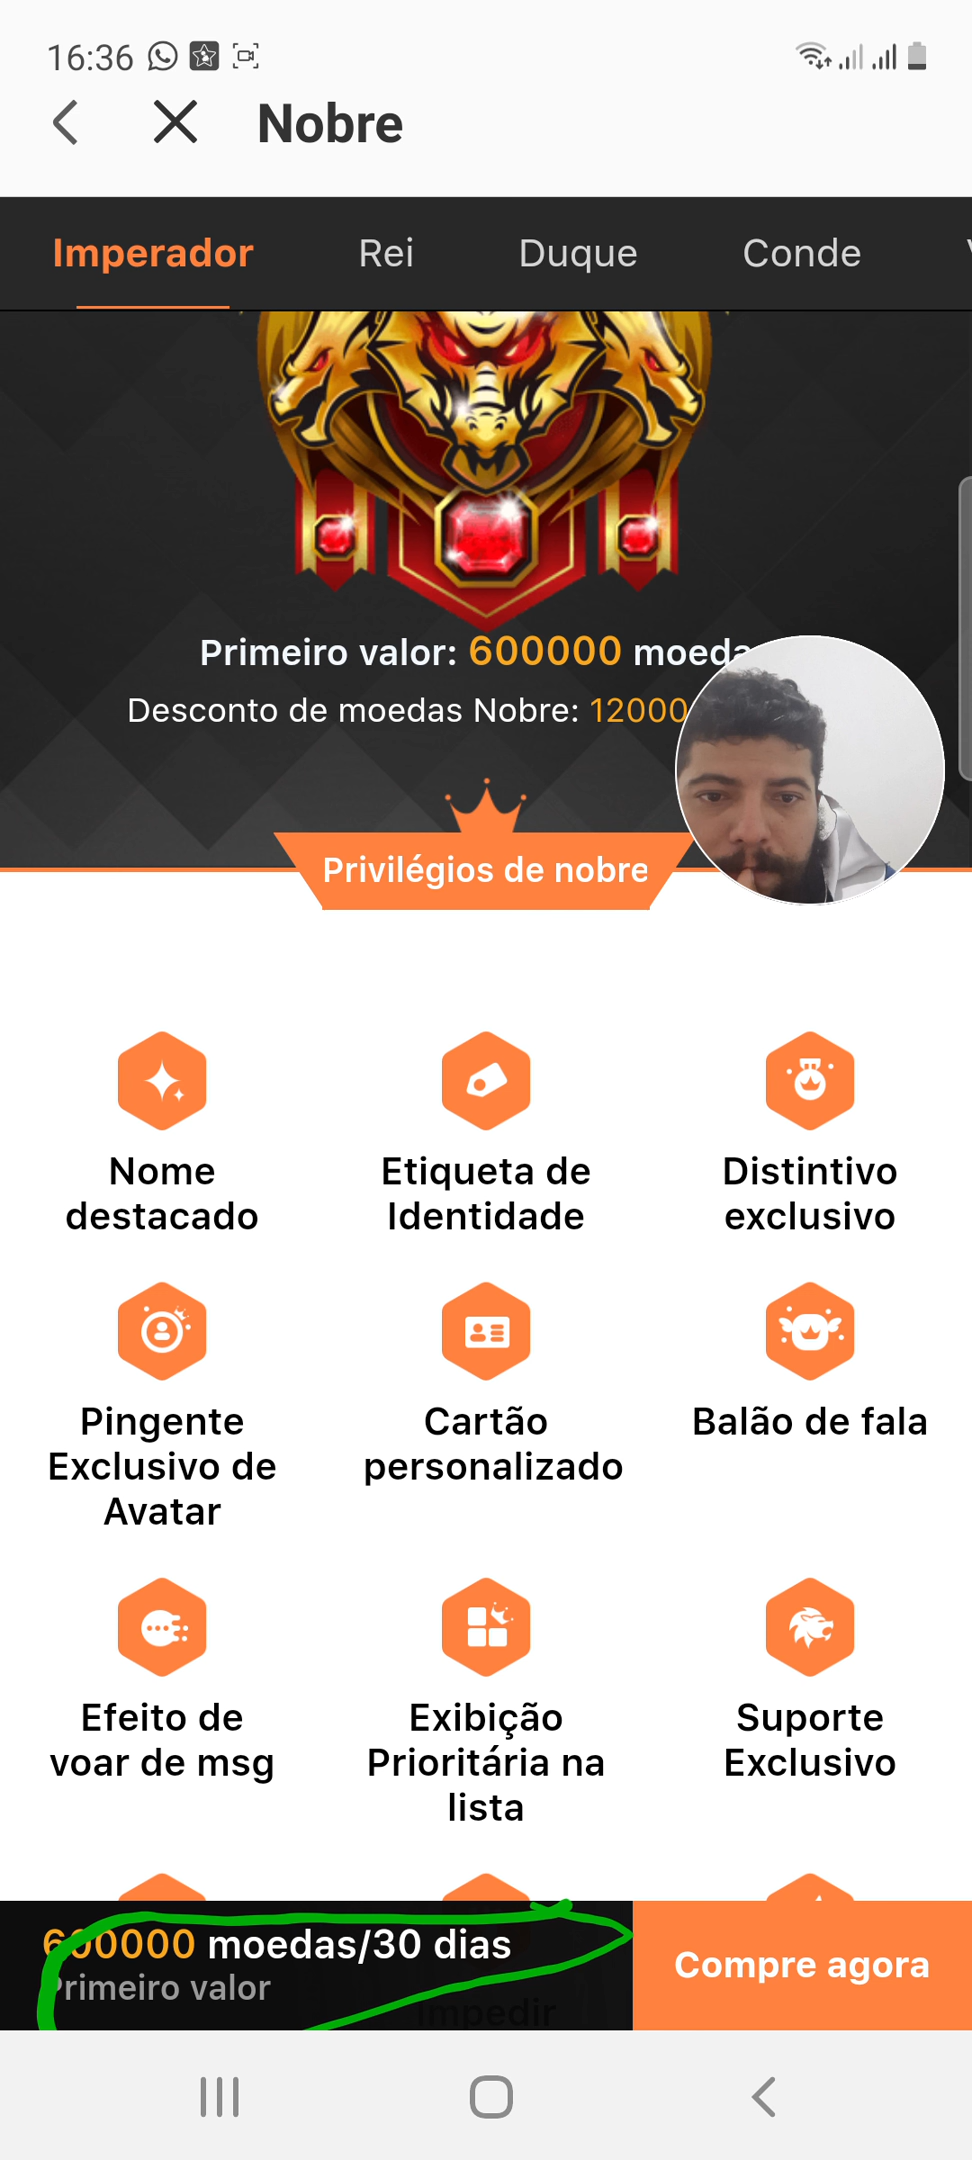 16:36
Nobre
Imperador Rei Duque Conde
Primeiro valor: 600000 moeda
Desconto de moedas Nobre: 12000
Privilégios de nobre
Nome destacado
Etiqueta de Identidade
Distintivo exclusivo
Pingente Exclusivo de Avatar
Cartão personalizado
Balão de fala
Efeito de voar de msg
Exibição Prioritária na lista
Suporte Exclusivo
600000 moedas/30 dias
Primeiro valor
Impedir
Compre agora